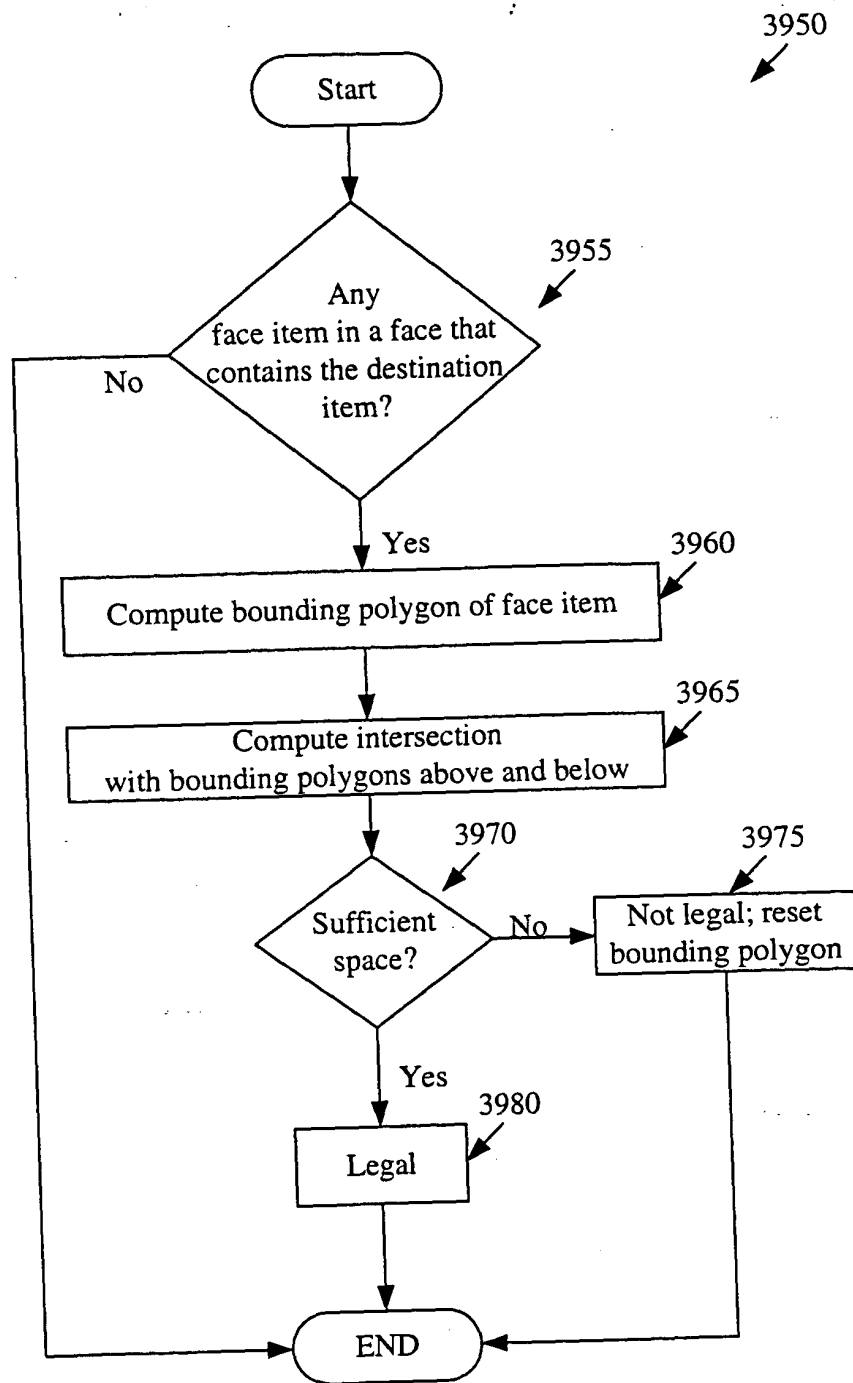 3950
Start
3955
Any
face item in a face that
contains the destination
item?
No
Yes
3960
Compute bounding polygon of face item
3965
Compute intersection
with bounding polygons above and below
3970
3975
Sufficient
space?
No
Not legal; reset
bounding polygon
Yes
3980
Legal
END